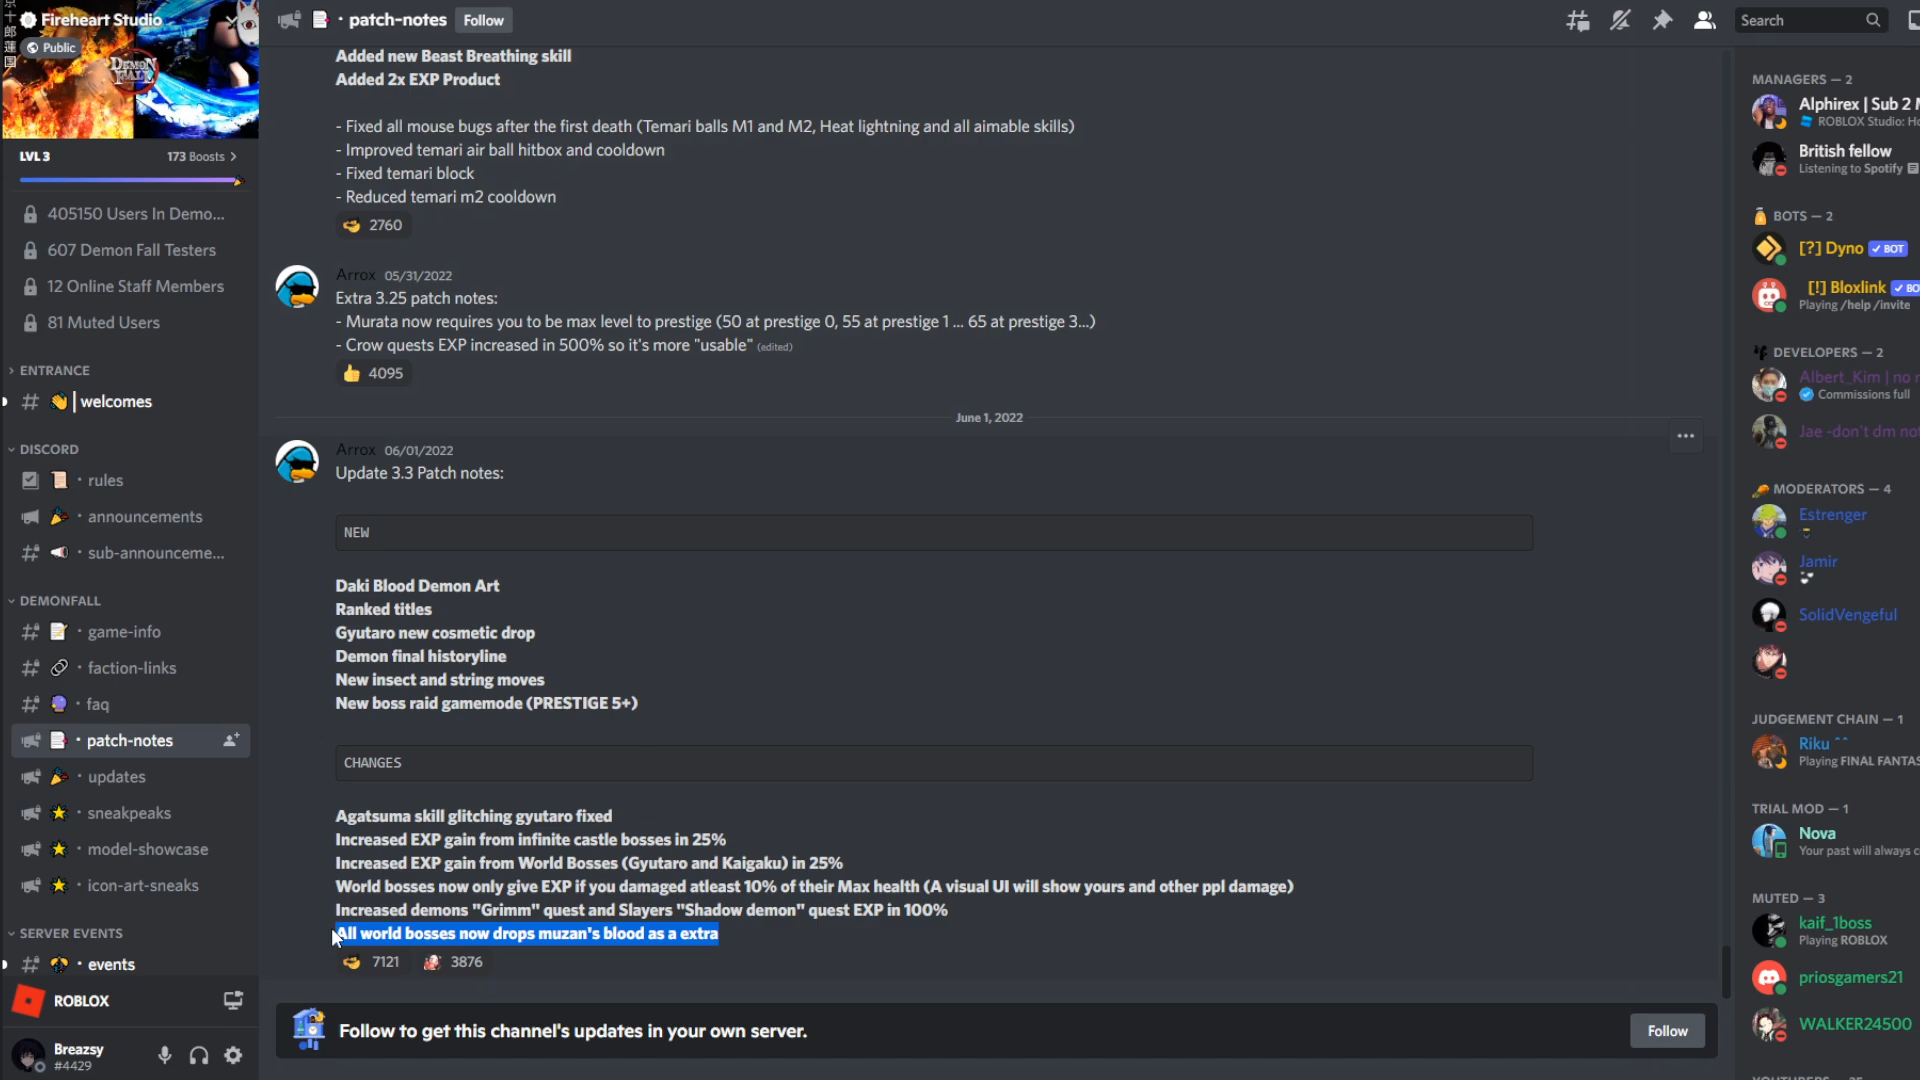 Fireheart Studio
Public
DEMON
FALL
LVL 3
173 Boosts
405150 Users In Demo...
607 Demon Fall Testers
12 Online Staff Members
81 Muted Users
ENTRANCE
welcomes
DISCORD
rules
announcements
sub-announceme...
DEMONFALL
game-info
faction-links
faq
patch-notes
updates
sneakpeaks
model-showcase
icon-art-sneaks
SERVER EVENTS
events
ROBLOX
Breazsy
#4429
patch-notes
Follow
Added new Beast Breathing skill
Added 2x EXP Product
- Fixed all mouse bugs after the first death (Temari balls M1 and M2, Heat lightning and all aimable skills)
- Improved temari air ball hitbox and cooldown
- Fixed temari block
- Reduced temari m2 cooldown
2760
Arrox 05/31/2022
Extra 3.25 patch notes:
- Murata now requires you to be max level to prestige (50 at prestige 0, 55 at prestige 1 ... 65 at prestige 3...)
- Crow quests EXP increased in 500% so it's more "usable" (edited)
4095
June 1, 2022
Arrox 06/01/2022
Update 3.3 Patch notes:
NEW
Daki Blood Demon Art
Ranked titles
Gyutaro new cosmetic drop
Demon final historyline
New insect and string moves
New boss raid gamemode (PRESTIGE 5+)
CHANGES
Agatsuma skill glitching gyutaro fixed
Increased EXP gain from infinite castle bosses in 25%
Increased EXP gain from World Bosses (Gyutaro and Kaigaku) in 25%
World bosses now only give EXP if you damaged atleast 10% of their Max health (A visual UI will show yours and other ppl damage)
Increased demons "Grimm" quest and Slayers "Shadow demon" quest EXP in 100%
All world bosses now drops muzan's blood as a extra
7121
3876
Follow to get this channel's updates in your own server.
Follow
Search
MANAGERS — 2
Alphirex | Sub 2
ROBLOX Studio:
British fellow
Listening to Spotify
BOTS — 2
[?] Dyno BOT
[!] Bloxlink
Playing /help /invite
DEVELOPERS — 2
Albert_Kim | no
Commissions full
Jae -don't dm
MODERATORS — 4
Estrenger
Jamir
SolidVengeful
JUDGEMENT CHAIN — 1
Riku ^^
Playing FINAL
TRIAL MOD — 1
Nova
Your past will always
MUTED — 3
kaif_1boss
Playing ROBLOX
priosgamers21
WALKER24500